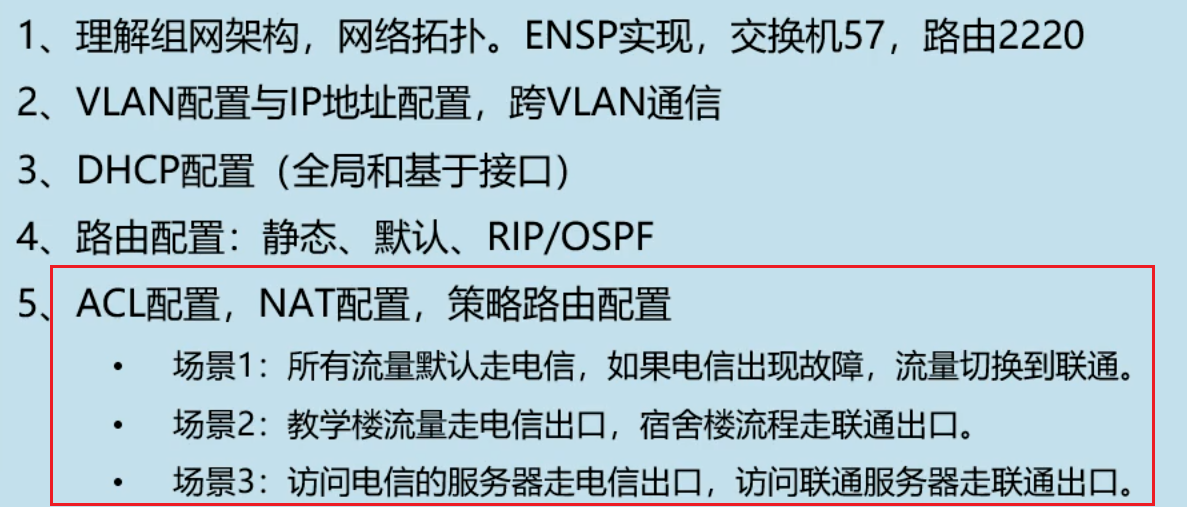 1、理解组网架构，网络拓扑。ENSP实现，交换机57，路由2220
2、VLAN配置与IP地址配置，跨VLAN通信
3、DHCP配置（全局和基于接口）
4、路由配置：静态、默认、RIP/OSPF
5、ACL配置，NAT配置，策略路由配置
• 场景1：所有流量默认走电信，如果电信出现故障，流量切换到联通。
• 场景2：教学楼流量走电信出口，宿舍楼流程走联通出口。
• 场景3：访问电信的服务器走电信出口，访问联通服务器走联通出口。